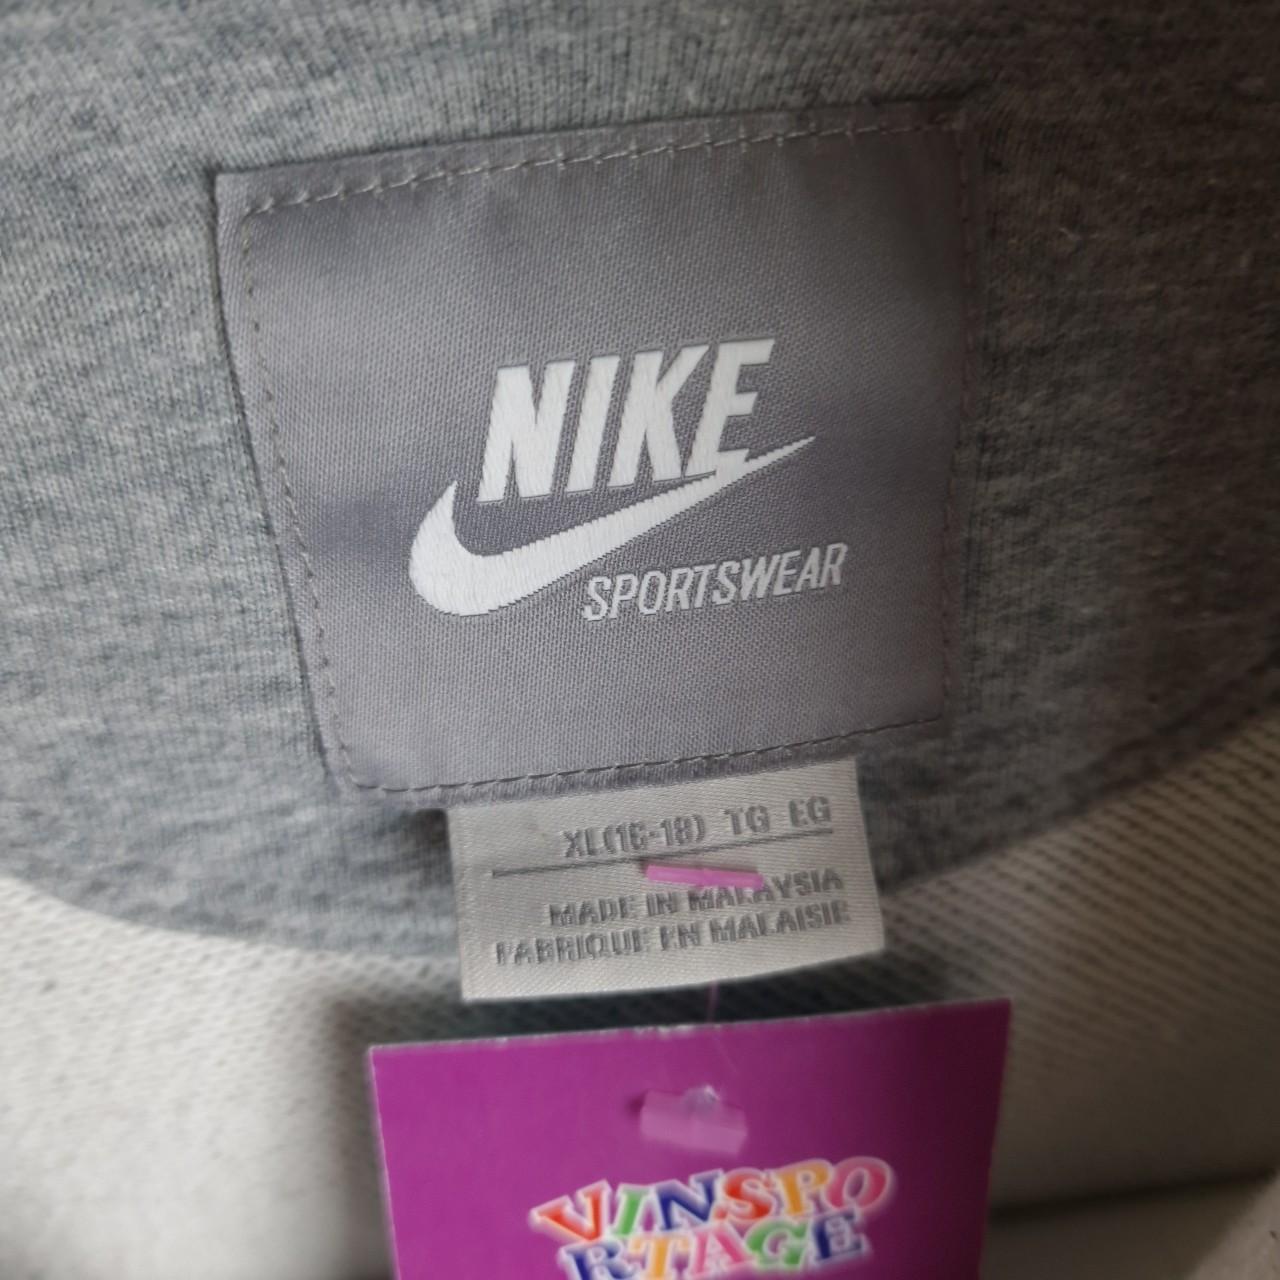 NIKE
SPORTSWEAR
XL(16-18) TG EG
MADE IN MALAYSIA
FABRIQUE EN MALAISIE
VINSPO
RTAGE